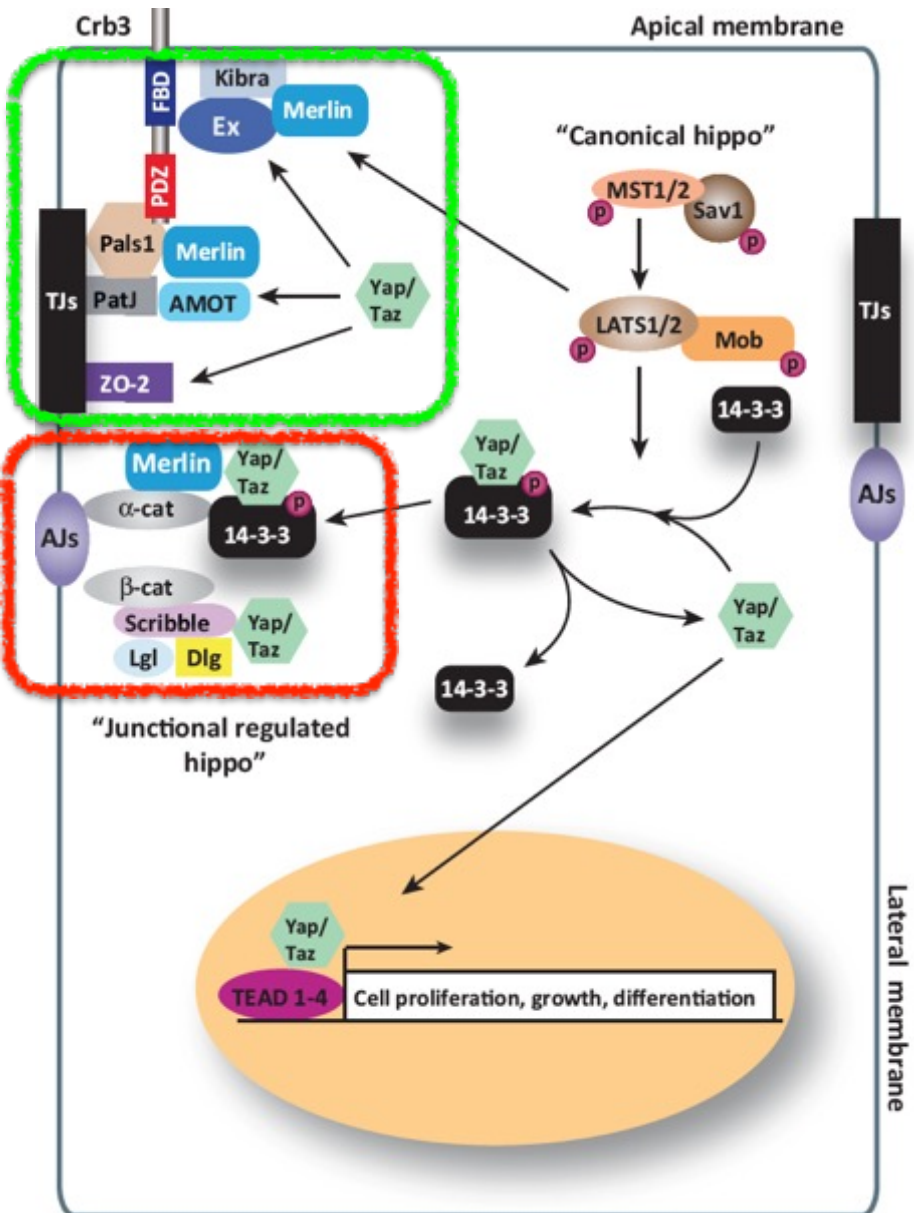 Crb3
Apical membrane
FBD
Kibra
Ex
Merlin
PDZ
"Canonical hippo"
MST1/2
Sav1
P
P
Pals1
Merlin
TJs
PatJ
AMOT
Yap/
Taz
ZO-2
LATS1/2
Mob
P
P
TJs
14-3-3
Merlin
Yap/
Taz
P
α-cat
14-3-3
AJs
Yap/
Taz
P
14-3-3
AJs
β-cat
Scribble
Yap/
Taz
Lgl
Dlg
Yap/
Taz
14-3-3
"Junctional regulated
hippo"
Lateral membrane
Yap/
Taz
TEAD 1-4
Cell proliferation, growth, differentiation